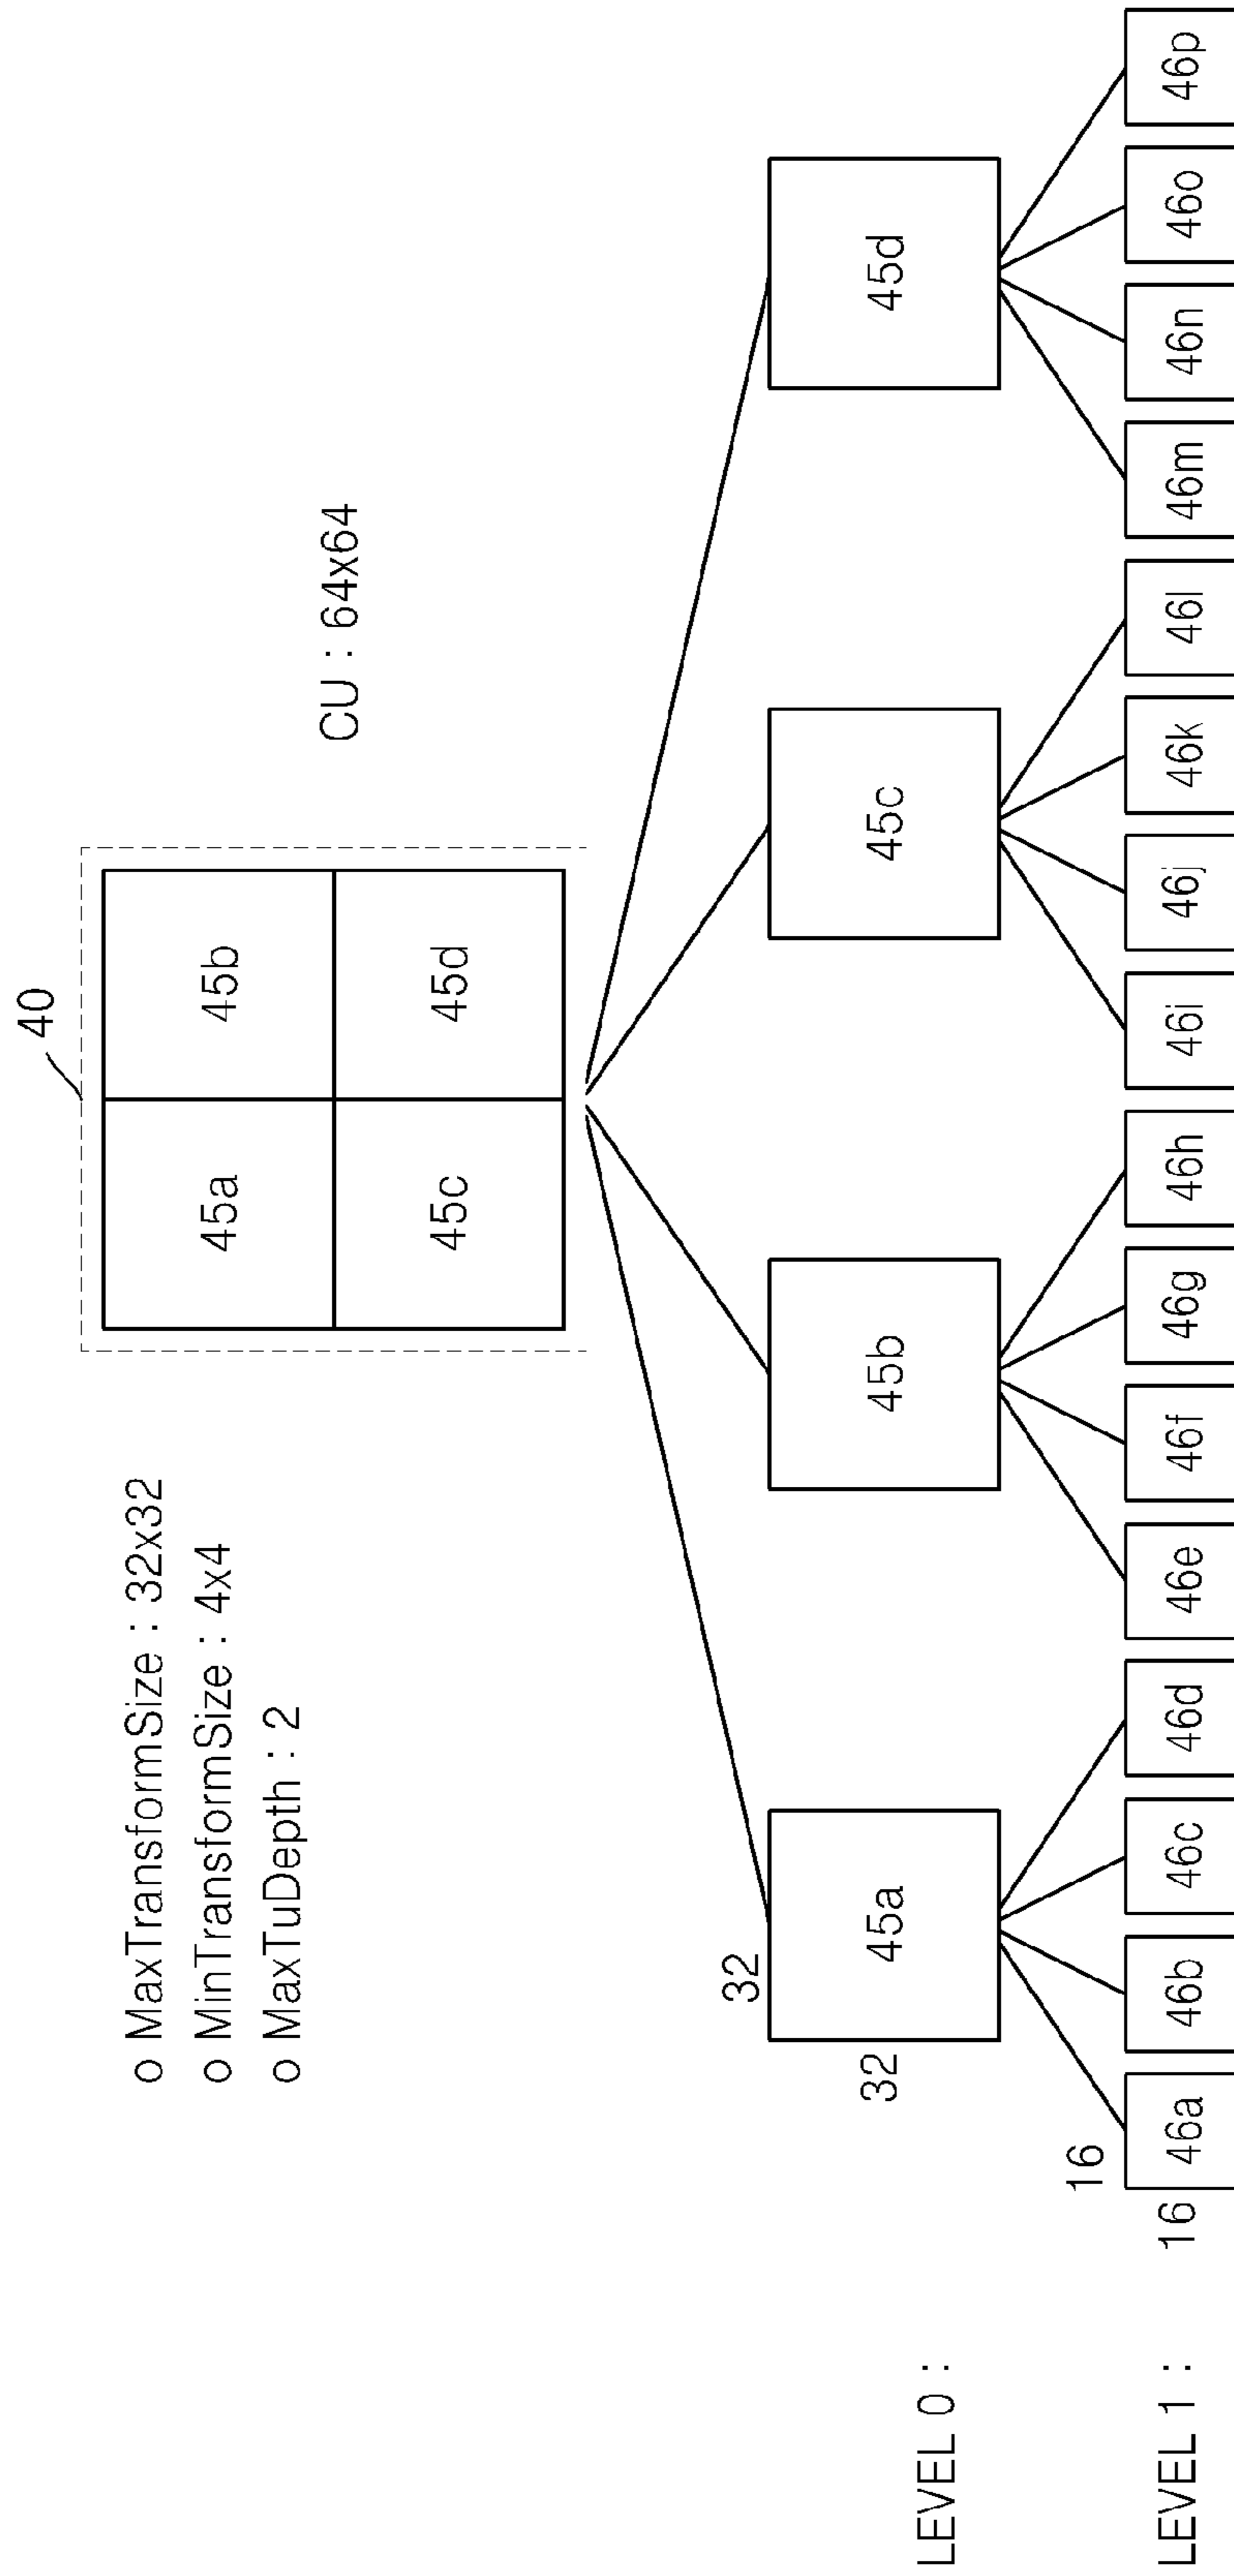 o MaxTransformSize : 32x32
o MinTransformSize : 4x4
o MaxTuDepth : 2
40
45a 45b
45c 45d
CU : 64x64
32
LEVEL 0 : 32 45a 45b 45c 45d
16
LEVEL 1 : 16 46a 46b 46c 46d 46e 46f 46g 46h 46i 46j 46k 46l 46m 46n 46o 46p